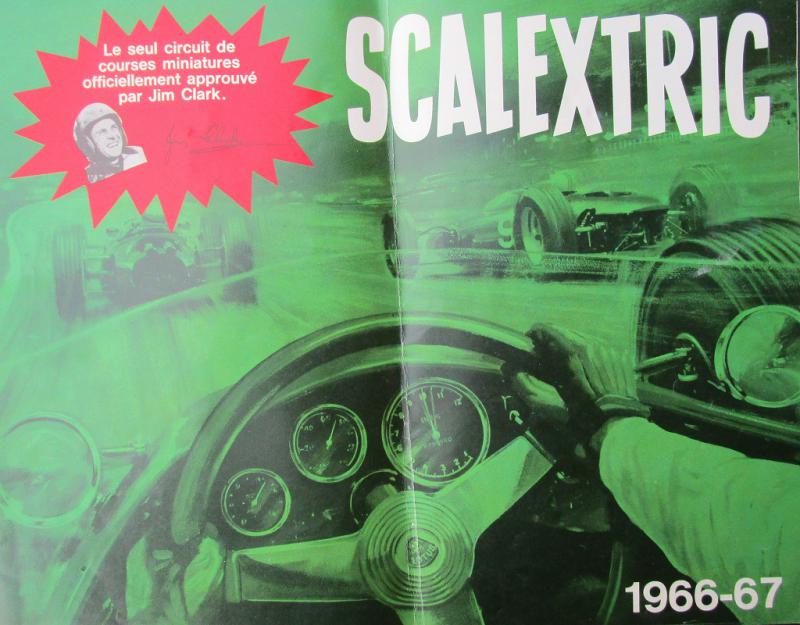 Le seul circuit de
courses miniatures
officiellement approuvé
par Jim Clark.
SCALEXTRIC
1966-67